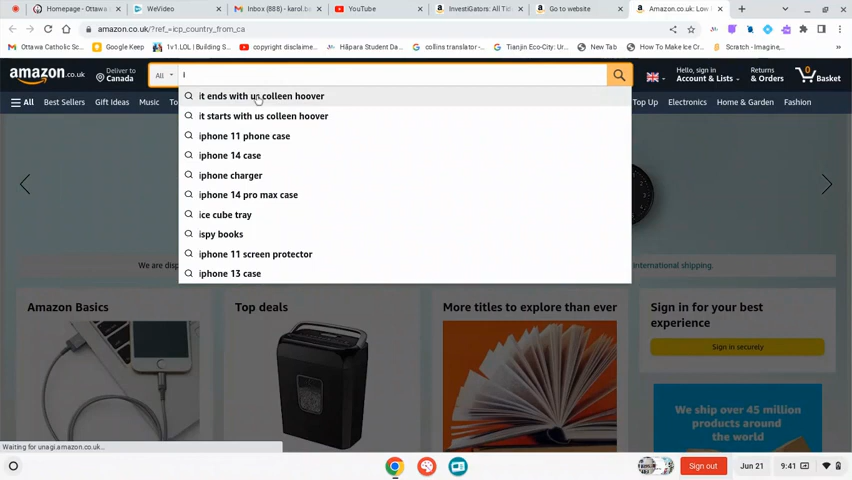 Homepage - Ottawa
WeVideo
Inbox (888) - karol.b
YouTube
InvestiGators: All Ti
Go to website
Amazon.co.uk: Low
amazon.co.uk/?ref_=icp_country_from_ca
Ottawa Catholic Sc...
Google Keep
1v1.LOL | Building S...
copyright disclaime...
Hāpara Student Da...
collins translator -...
Tianjin Eco-City: Ur...
New Tab
How To Make Ice Cr...
Scratch - Imagine,...
amazon.co.uk
Deliver to
Canada
All
I
Hello, sign in
Account & Lists
Returns
& Orders
0
Basket
All
Best Sellers
Gift Ideas
Music
To
Top Up
Electronics
Home & Garden
Fashion
it ends with us colleen hoover
it starts with us colleen hoover
iphone 11 phone case
iphone 14 case
iphone charger
iphone 14 pro max case
ice cube tray
ispy books
iphone 11 screen protector
iphone 13 case
We are disp
International shipping.
Amazon Basics
Top deals
More titles to explore than ever
Sign in for your best
experience
Sign in securely
We ship over 45 million
products around
the world
Waiting for unagi.amazon.co.uk...
Sign out
Jun 21
9:41